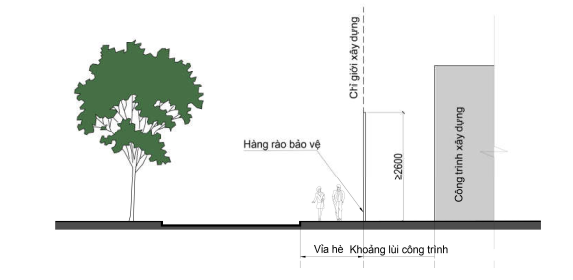 Chỉ giới xây dựng
Hàng rào bảo vệ
≥2600
Công trình xây dựng
Vỉa hè
Khoảng lùi công trình